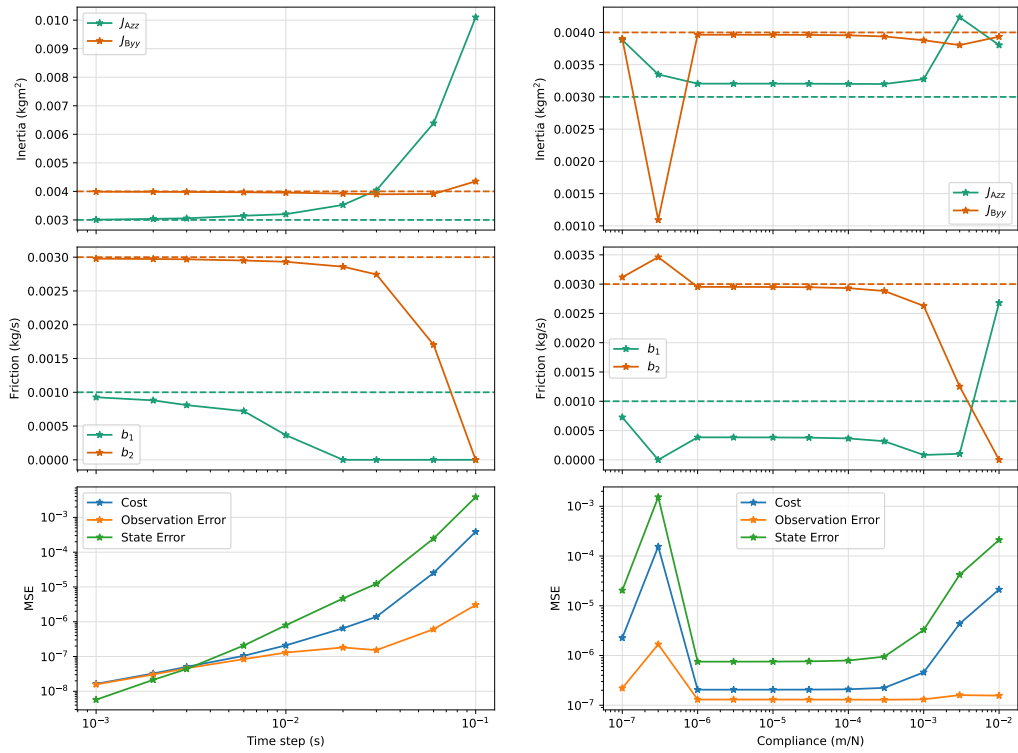 0.010
0.009
0.008
0.007
0.006
0.005
0.004
0.003
Inertia (kgm²)
J_Azz
J_Byy
0.0040
0.0035
0.0030
0.0025
0.0020
0.0015
0.0010
Inertia (kgm²)
J_Azz
J_Byy
0.0030
0.0025
0.0020
0.0015
0.0010
0.0005
0.0000
Friction (kg/s)
b₁
b₂
0.0035
0.0030
0.0025
0.0020
0.0015
0.0010
0.0005
0.0000
Friction (kg/s)
b₁
b₂
10⁻³
10⁻⁴
10⁻⁵
10⁻⁶
10⁻⁷
10⁻⁸
MSE
Cost
Observation Error
State Error
10⁻³ 10⁻² 10⁻¹
Time step (s)
10⁻³
10⁻⁴
10⁻⁵
10⁻⁶
10⁻⁷
MSE
Cost
Observation Error
State Error
10⁻⁷ 10⁻⁶ 10⁻⁵ 10⁻⁴ 10⁻³ 10⁻²
Compliance (m/N)